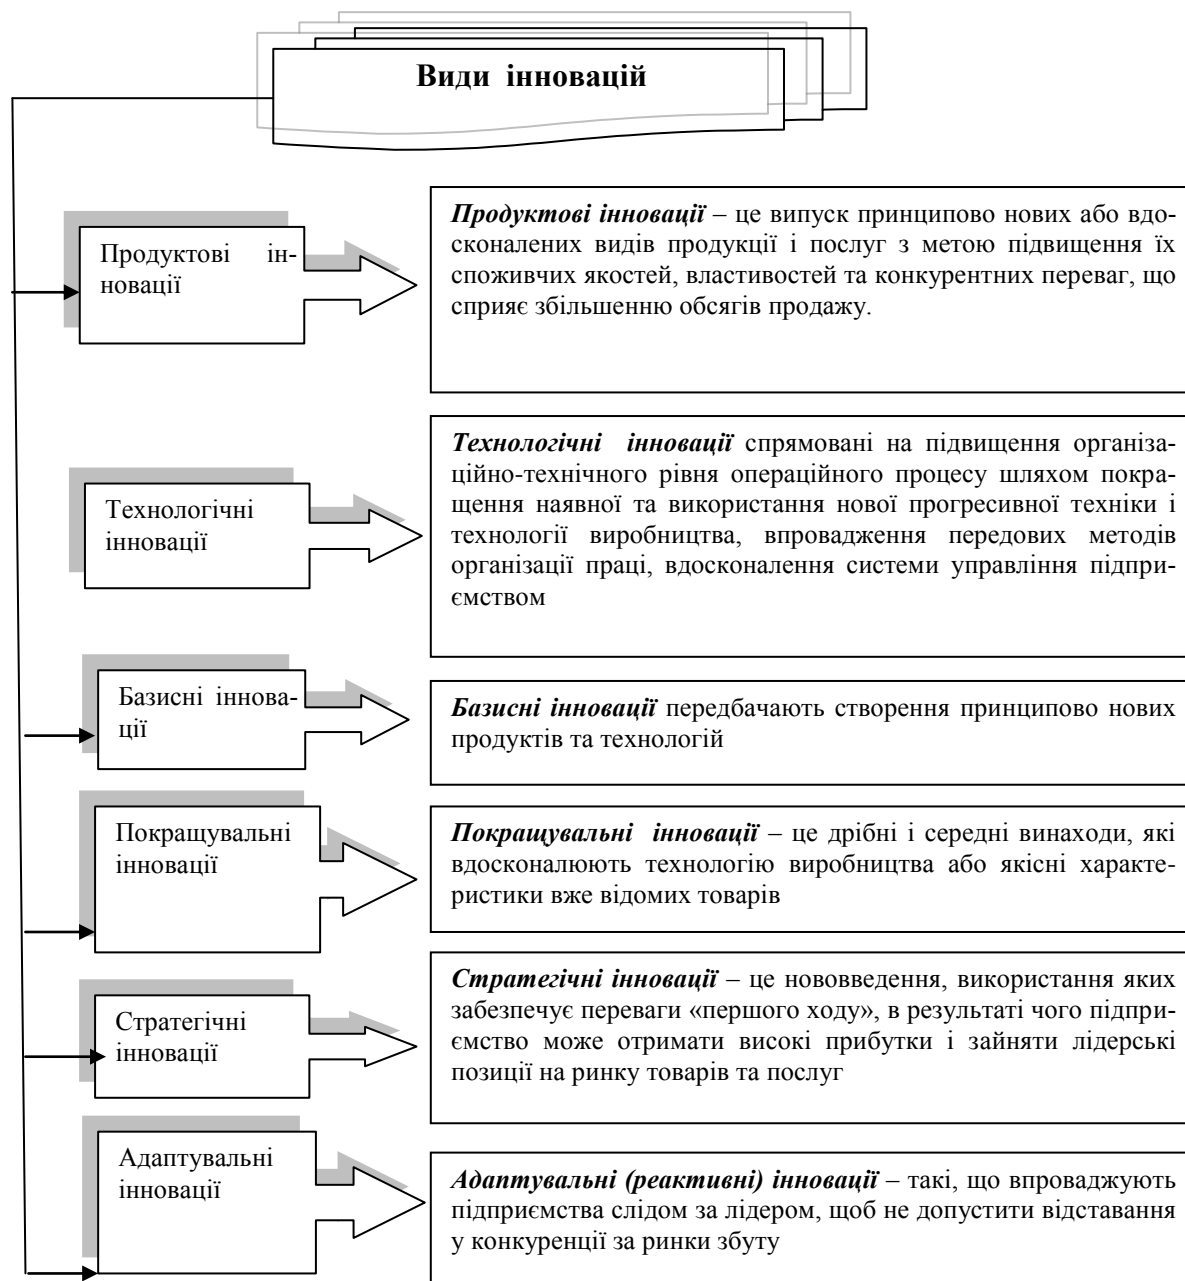 Види інновацій
Продуктові ін-
новації
Продуктові інновації – це випуск принципово нових або вдо-
сконалених видів продукції і послуг з метою підвищення їх
споживчих якостей, властивостей та конкурентних переваг, що
сприяє збільшенню обсягів продажу.
Технологічні
інновації
Технологічні інновації спрямовані на підвищення організа-
ційно-технічного рівня операційного процесу шляхом покра-
щення наявної та використання нової прогресивної техніки і
технології виробництва, впровадження передових методів
організації праці, вдосконалення системи управління підпри-
ємством
Базисні іннова-
ції
Базисні інновації передбачають створення принципово нових
продуктів та технологій
Покращувальні
інновації
Покращувальні інновації – це дрібні і середні винаходи, які
вдосконалюють технологію виробництва або якісні характе-
ристики вже відомих товарів
Стратегічні
інновації
Стратегічні інновації – це нововведення, використання яких
забезпечує переваги «першого ходу», в результаті чого підпри-
ємство може отримати високі прибутки і зайняти лідерські
позиції на ринку товарів та послуг
Адаптувальні
інновації
Адаптувальні (реактивні) інновації – такі, що впроваджують
підприємства слідом за лідером, щоб не допустити відставання
у конкуренції за ринки збуту